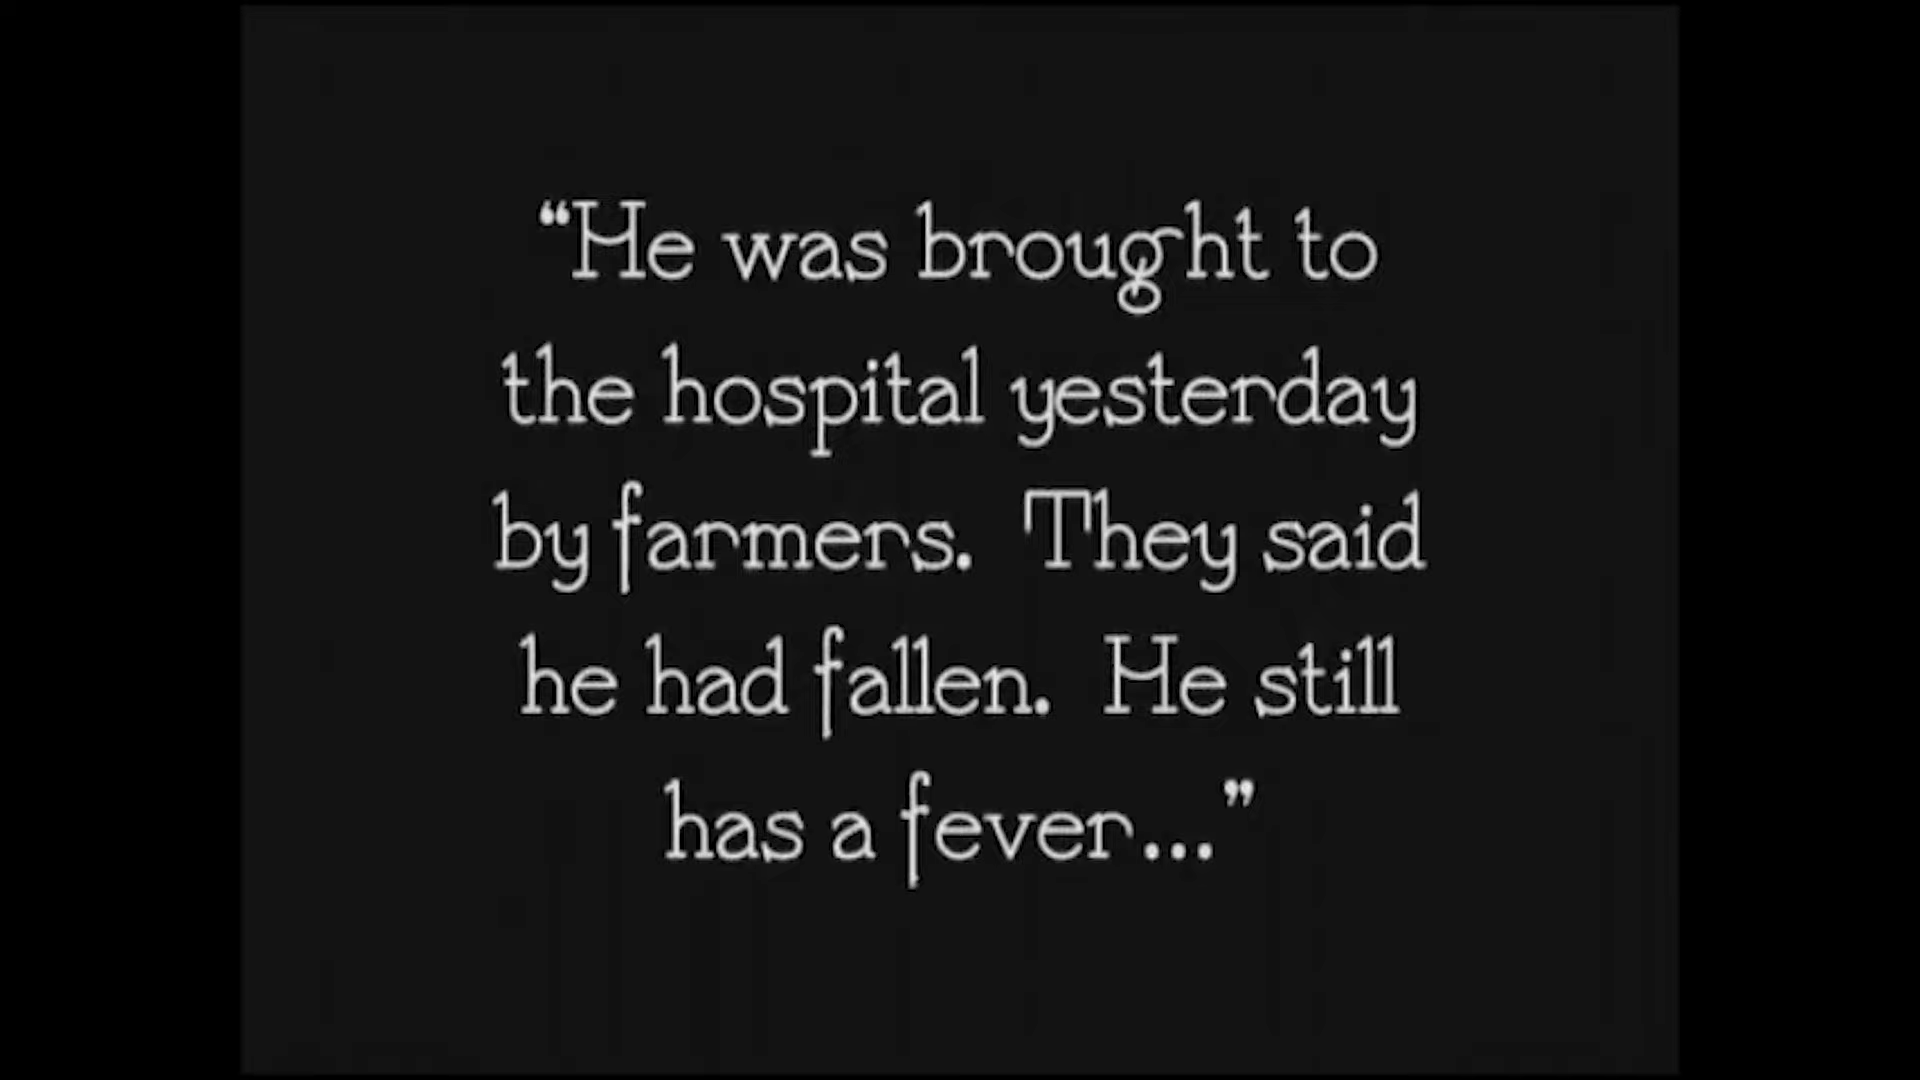 “He was brought to
the hospital yesterday
by farmers.  They said
he had fallen.  He still
has a fever...”